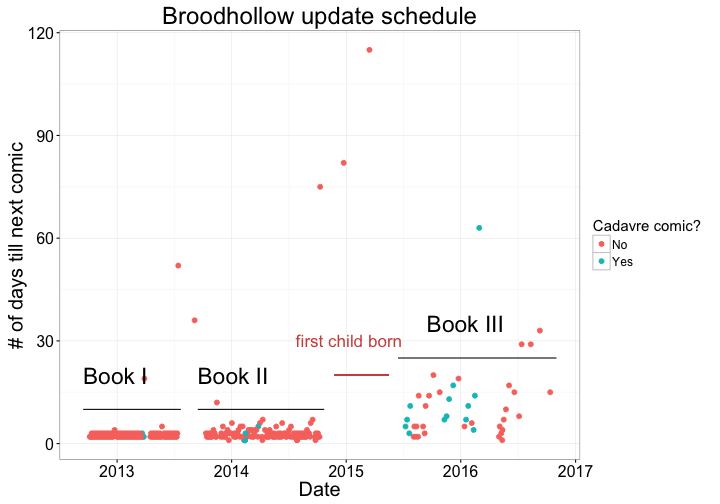 Broodhollow update schedule
# of days till next comic
120
90
60
30
0
Book I
Book II
first child born
Book III
2013
2014
2015
2016
2017
Date
Cadavre comic?
No
Yes